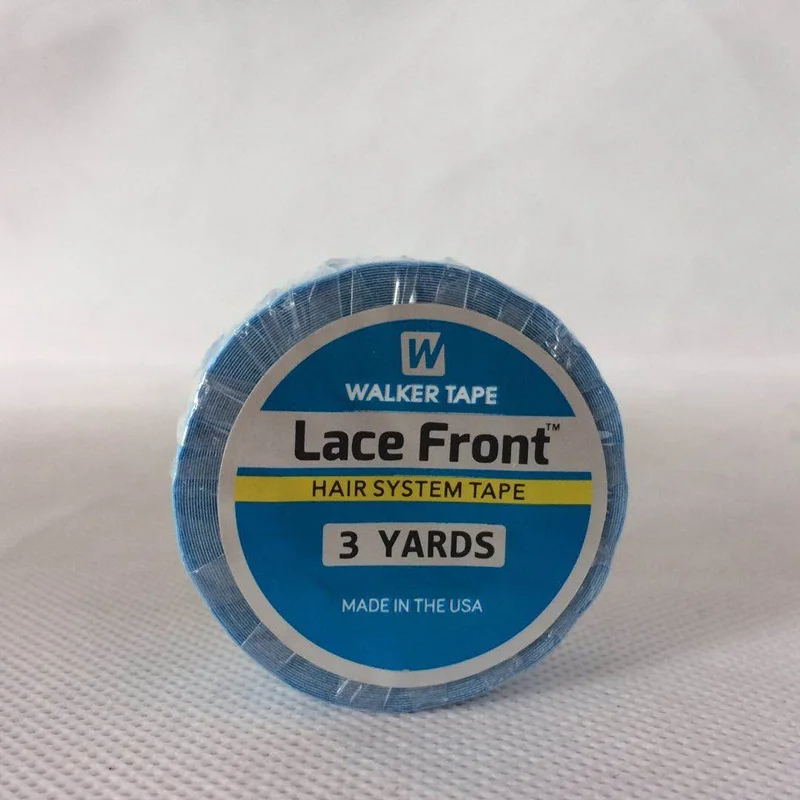 W
WALKER TAPE
Lace Front™
HAIR SYSTEM TAPE
3 YARDS
MADE IN THE USA